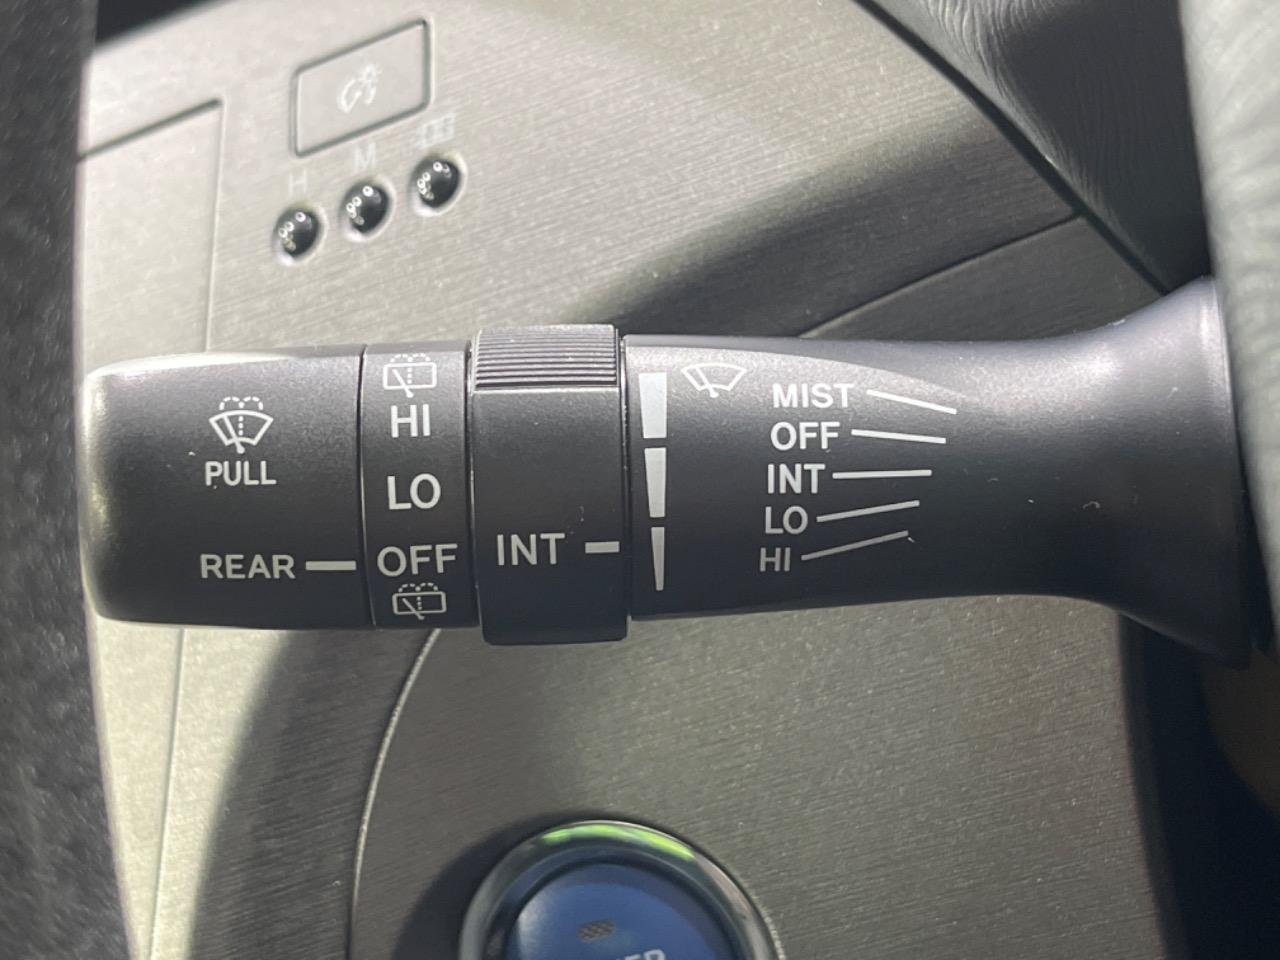 H M
PULL
REAR
HI
LO
OFF
INT
MIST
OFF
INT
LO
HI